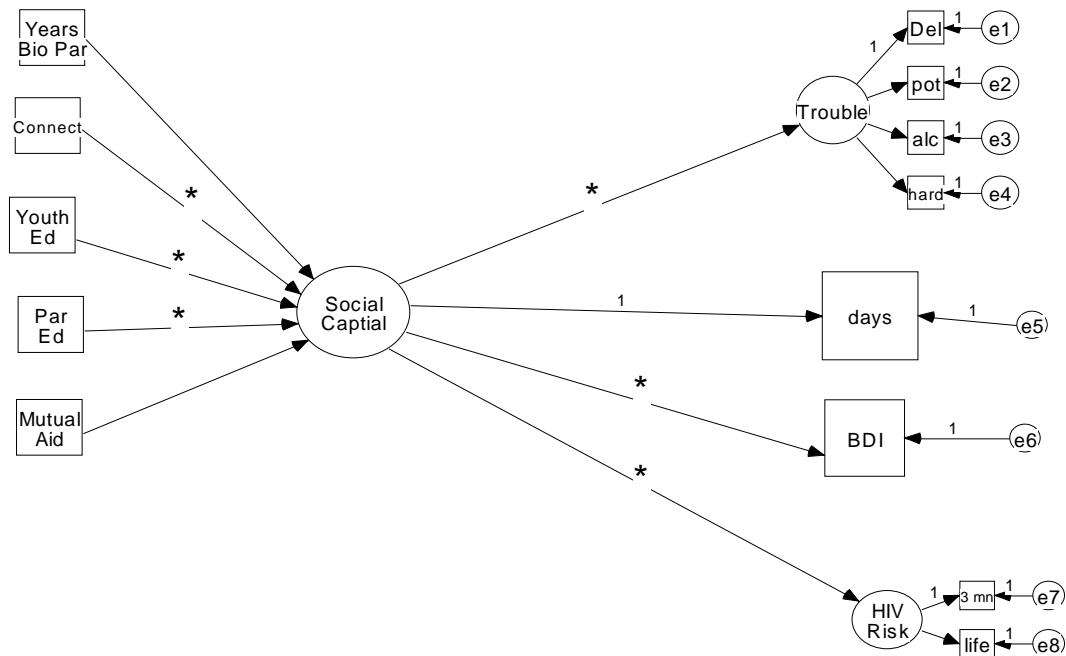 Years
Bio Par
Connect
Youth
Ed
Par
Ed
Mutual
Aid
*
*
*
Social
Captial
*
1
*
*
Trouble
1
Del
1
e1
pot
1
e2
alc
1
e3
hard
1
e4
days
1
e5
BDI
1
e6
HIV
Risk
1
3 mn
1
e7
life
1
e8